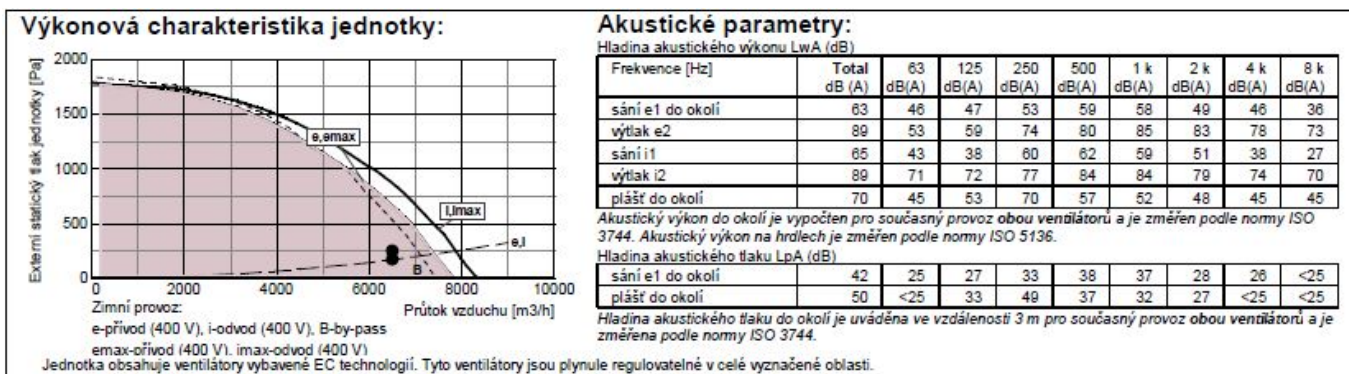 Výkonová charakteristika jednotky:
Externí statický tlak jednotky [Pa]
2000
1500
1000
500
0
e,emax
i,imax
e,i
B
0 2000 4000 6000 8000 10000
Průtok vzduchu [m3/h]
Zimní provoz:
e-přívod (400 V), i-odvod (400 V), B-by-pass
emax-přívod (400 V), imax-odvod (400 V)
Jednotka obsahuje ventilátory vybavené EC technologií. Tyto ventilátory jsou plynule regulovatelné v celé vyznačené oblasti.
Akustické parametry:
Hladina akustického výkonu LwA (dB)
Frekvence [Hz] Total 63 125 250 500 1 k 2 k 4 k 8 k
dB (A) dB(A) dB(A) dB(A) dB(A) dB(A) dB(A) dB(A) dB(A)
sání e1 do okolí 63 46 47 53 59 58 49 46 36
výtlak e2 89 53 59 74 80 85 83 78 73
sání i1 65 43 38 60 62 59 51 38 27
výtlak i2 89 71 72 77 84 84 79 74 70
plášť do okolí 70 45 53 70 57 52 48 45 45
Akustický výkon do okolí je vypočten pro současný provoz obou ventilátorů a je změřen podle normy ISO
3744. Akustický výkon na hrdlech je změřen podle normy ISO 5136.
Hladina akustického tlaku LpA (dB)
sání e1 do okolí 42 25 27 33 38 37 28 26 <25
plášť do okolí 50 <25 33 49 37 32 27 <25 <25
Hladina akustického tlaku do okolí je uváděna ve vzdálenosti 3 m pro současný provoz obou ventilátorů a je
změřena podle normy ISO 3744.